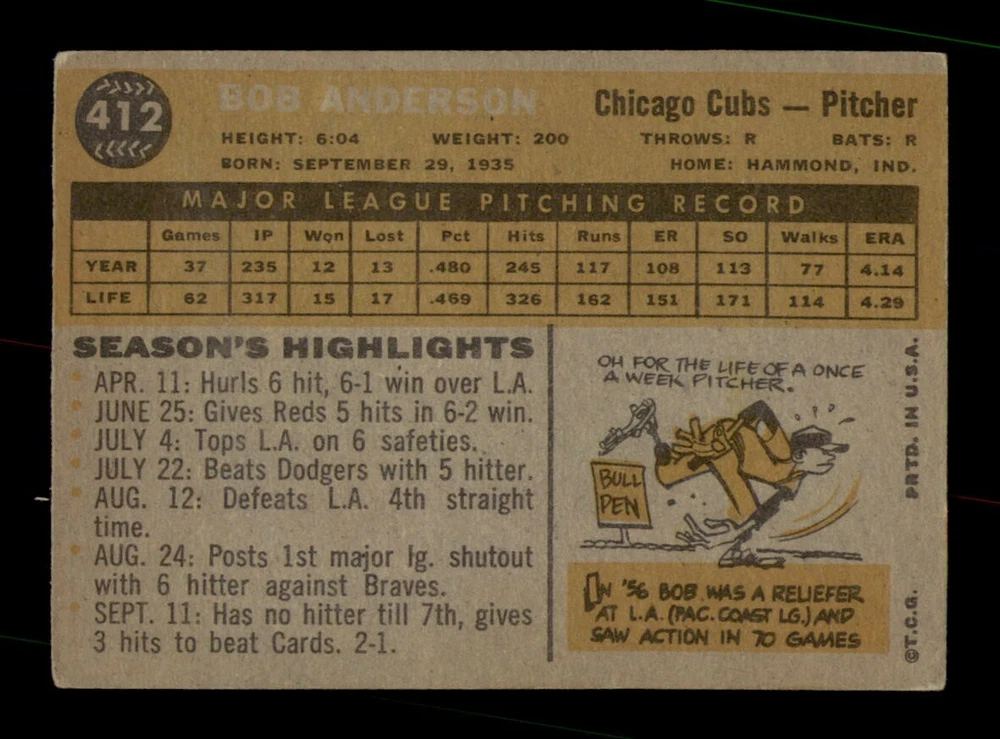 412
BOB ANDERSON
Chicago Cubs — Pitcher
HEIGHT: 6:04 WEIGHT: 200 THROWS: R BATS: R
BORN: SEPTEMBER 29, 1935 HOME: HAMMOND, IND.
MAJOR LEAGUE PITCHING RECORD
Games IP Won Lost Pct Hits Runs ER SO Walks ERA
YEAR 37 235 12 13 .480 245 117 108 113 77 4.14
LIFE 62 317 15 17 .469 326 162 151 171 114 4.29
SEASON'S HIGHLIGHTS
APR. 11: Hurls 6 hit, 6-1 win over L.A.
JUNE 25: Gives Reds 5 hits in 6-2 win.
JULY 4: Tops L.A. on 6 safeties.
JULY 22: Beats Dodgers with 5 hitter.
AUG. 12: Defeats L.A. 4th straight
time.
AUG. 24: Posts 1st major lg. shutout
with 6 hitter against Braves.
SEPT. 11: Has no hitter till 7th, gives
3 hits to beat Cards. 2-1.
OH FOR THE LIFE OF A ONCE
A WEEK PITCHER.
BULL
PEN
IN '56 BOB WAS A RELIEFER
AT L.A. (PAC. COAST LG.) AND
SAW ACTION IN 70 GAMES
©T.C.G. PRTD. IN U.S.A.